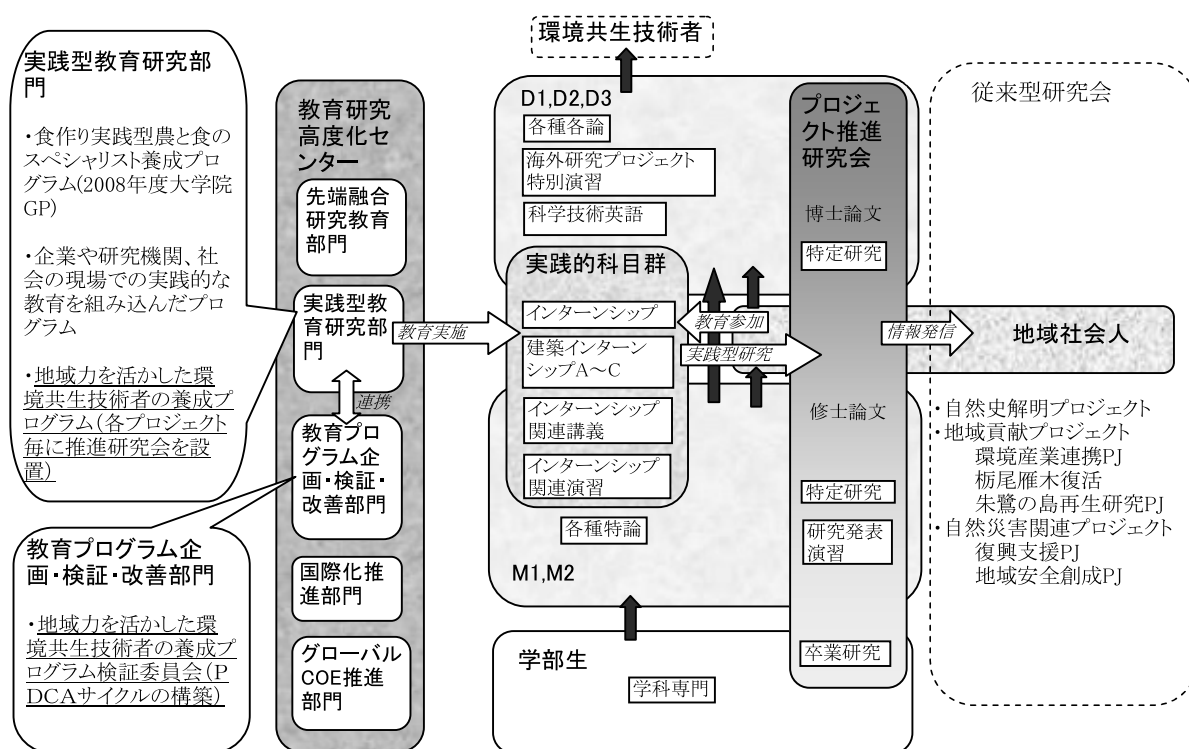 実践型教育研究部
門
・食作り実践型農と食の
スペシャリスト養成プロ
グラム(2008年度大学院
GP)
・企業や研究機関、社
会の現場での実践的な
教育を組み込んだプロ
グラム
・地域力を活かした環
境共生技術者の養成プ
ログラム(各プロジェクト
毎に推進研究会を設
置)
教育プログラム企
画・検証・改善部門
・地域力を活かした環
境共生技術者の養成プ
ログラム検証委員会(P
DCAサイクルの構築)
教育研究
高度化セ
ンター
先端融合
研究教育
部門
実践型教
育研究部
門
連携
教育プロ
グラム企
画・検証・
改善部門
国際化推
進部門
グローバル
COE推進
部門
教育実施
環境共生技術者
D1,D2,D3
各種各論
海外研究プロジェクト
特別演習
科学技術英語
実践的科目群
インターンシップ
建築インターン
シップA～C
インターンシップ
関連講義
インターンシップ
関連演習
各種特論
M1,M2
学部生
学科専門
教育参加
実践型研究
プロジェ
クト推進
研究会
博士論文
特定研究
修士論文
特定研究
研究発表
演習
卒業研究
情報発信
従来型研究会
地域社会人
・自然史解明プロジェクト
・地域貢献プロジェクト
環境産業連携PJ
栃尾雁木復活
朱鷺の島再生研究PJ
・自然災害関連プロジェクト
復興支援PJ
地域安全創成PJ